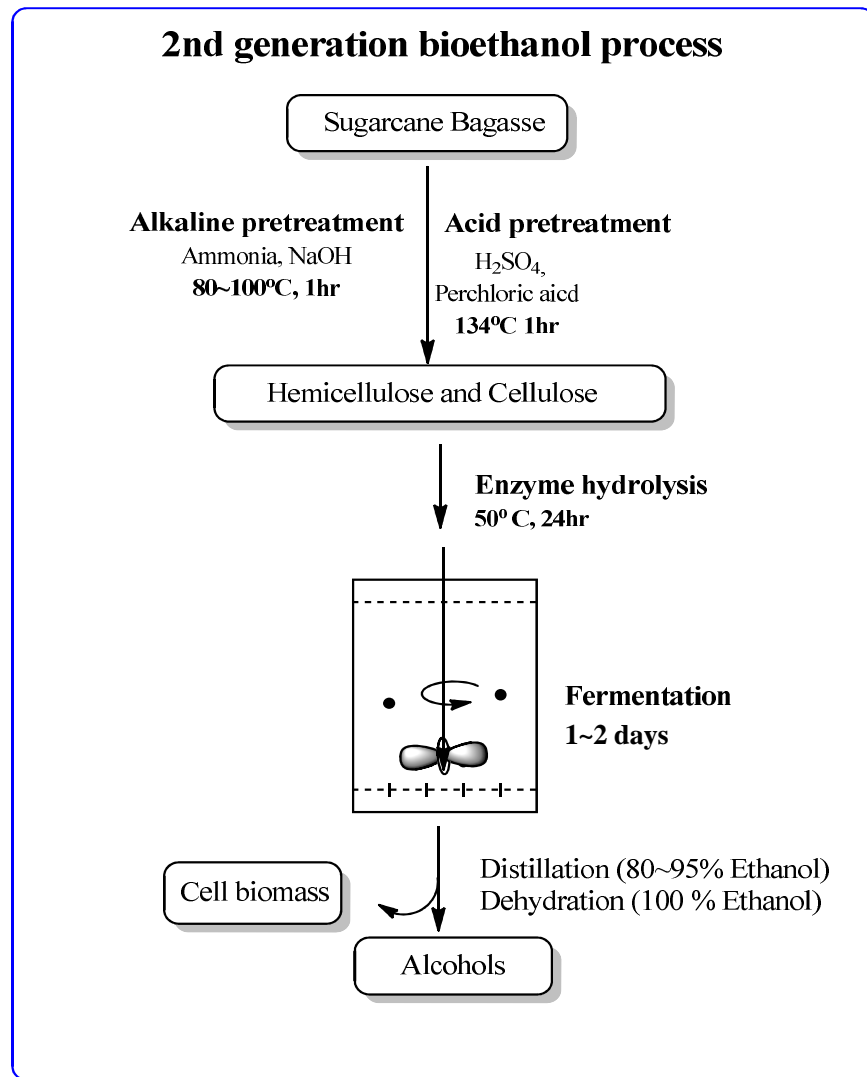 2nd generation bioethanol process
Sugarcane Bagasse
Alkaline pretreatment
Ammonia, NaOH
80~100ºC, 1hr
Acid pretreatment
H₂SO₄,
Perchloric aicd
134ºC 1hr
Hemicellulose and Cellulose
Enzyme hydrolysis
50º C, 24hr
Fermentation
1~2 days
Cell biomass
Distillation (80~95% Ethanol)
Dehydration (100 % Ethanol)
Alcohols